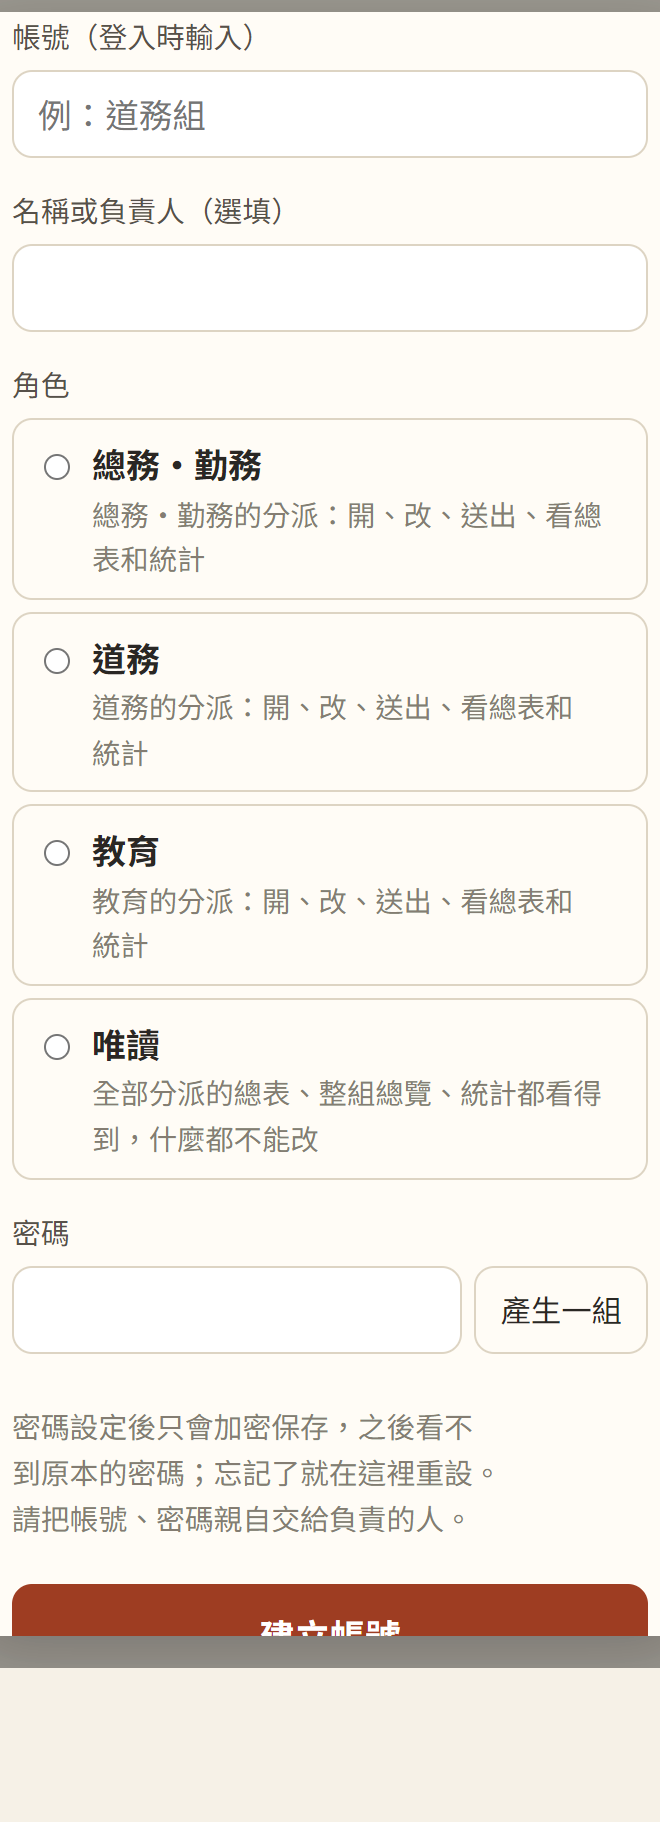 帳號（登入時輸入）
例：道務組
名稱或負責人（選填）
角色
總務・勤務
總務・勤務的分派：開、改、送出、看總
表和統計
道務
道務的分派：開、改、送出、看總表和
統計
教育
教育的分派：開、改、送出、看總表和
統計
唯讀
全部分派的總表、整組總覽、統計都看得
到，什麼都不能改
密碼
產生一組
密碼設定後只會加密保存，之後看不
到原本的密碼；忘記了就在這裡重設。
請把帳號、密碼親自交給負責的人。
建立帳號